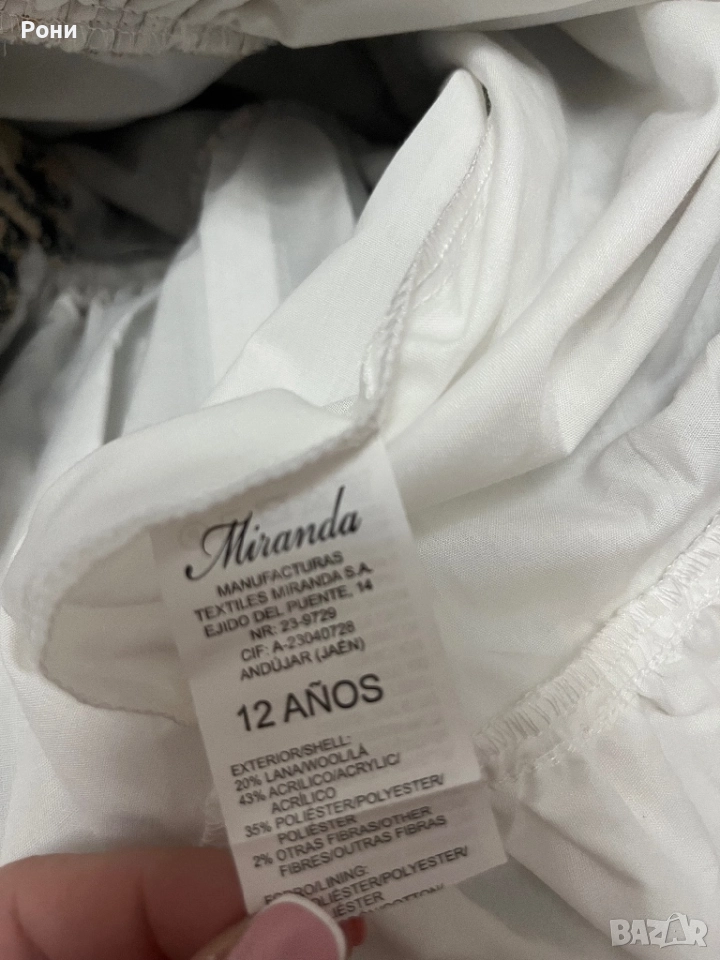 Рони
Miranda
MANUFACTURAS
TEXTILES MIRANDA S.A.
EJIDO DEL PUENTE, 14
NR: 23-9729
CIF: A-23040728
ANDÚJAR (JAÉN)
12 AÑOS
EXTERIOR/SHELL:
20% LANA/WOOL/LÃ
43% ACRILICO/ACRYLIC/
ACRÍLICO
35% POLIÉSTER/POLYESTER/
POLIÉSTER
2% OTRAS FIBRAS/OTHER
FIBRES/OUTRAS FIBRAS
FORRO/LINING:
POLIÉSTER/POLYESTER/
BAZAR